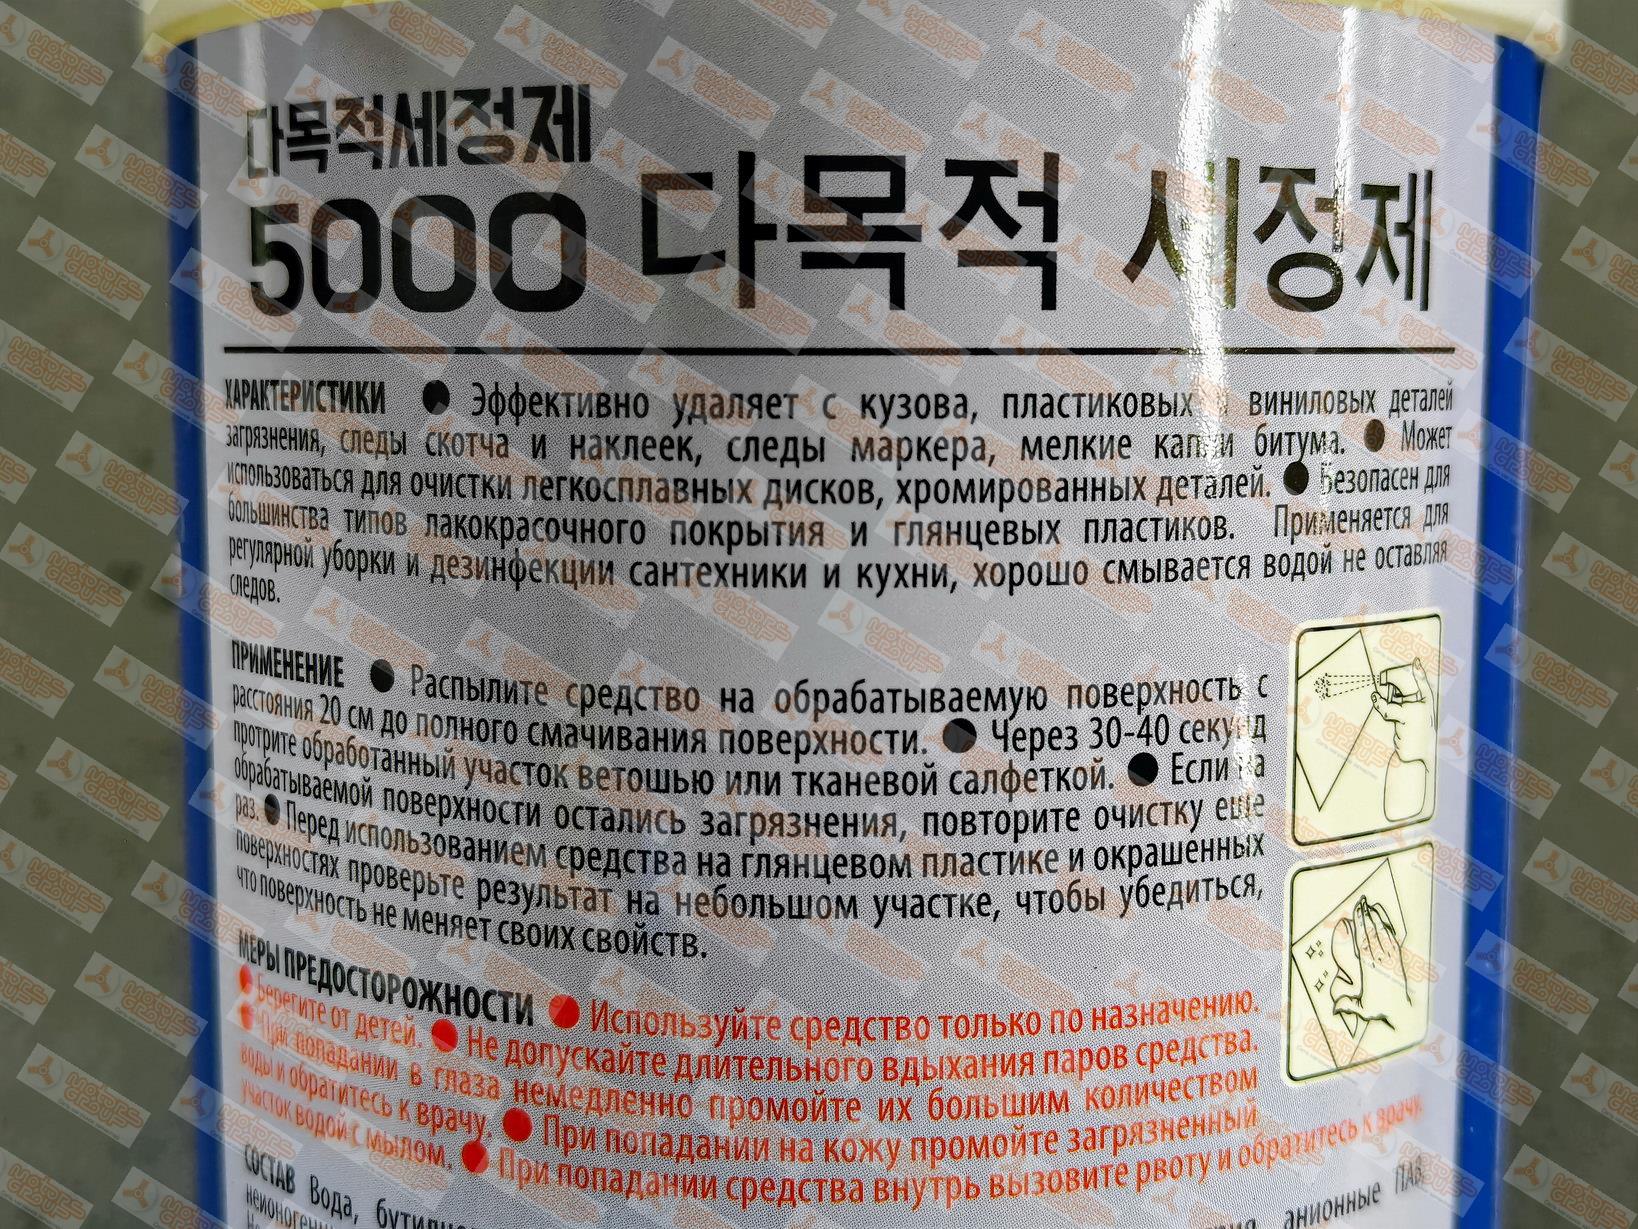 다목적세정제
5000 다목적 세정제
ХАРАКТЕРИСТИКИ ● Эффективно удаляет с кузова, пластиковых и виниловых деталей
загрязнения, следы скотча и наклеек, следы маркера, мелкие капли битума. ● Может
использоваться для очистки легкосплавных дисков, хромированных деталей. ● Безопасен для
большинства типов лакокрасочного покрытия и глянцевых пластиков. Применяется для
регулярной уборки и дезинфекции сантехники и кухни, хорошо смывается водой не оставляя
следов.
ПРИМЕНЕНИЕ ● Распылите средство на обрабатываемую поверхность с
расстояния 20 см до полного смачивания поверхности. ● Через 30-40 секунд
протрите обработанный участок ветошью или тканевой салфеткой. ● Если на
обрабатываемой поверхности остались загрязнения, повторите очистку еще
раз. ● Перед использованием средства на глянцевом пластике и окрашенных
поверхностях проверьте результат на небольшом участке, чтобы убедиться,
что поверхность не меняет своих свойств.
МЕРЫ ПРЕДОСТОРОЖНОСТИ ● Используйте средство только по назначению.
● Берегите от детей. ● Не допускайте длительного вдыхания паров средства.
● При попадании в глаза немедленно промойте их большим количеством
воды и обратитесь к врачу. ● При попадании на кожу промойте загрязненный
участок водой с мылом. ● При попадании средства внутрь вызовите рвоту и обратитесь к врачу.
СОСТАВ Вода, анионные ПАВ,